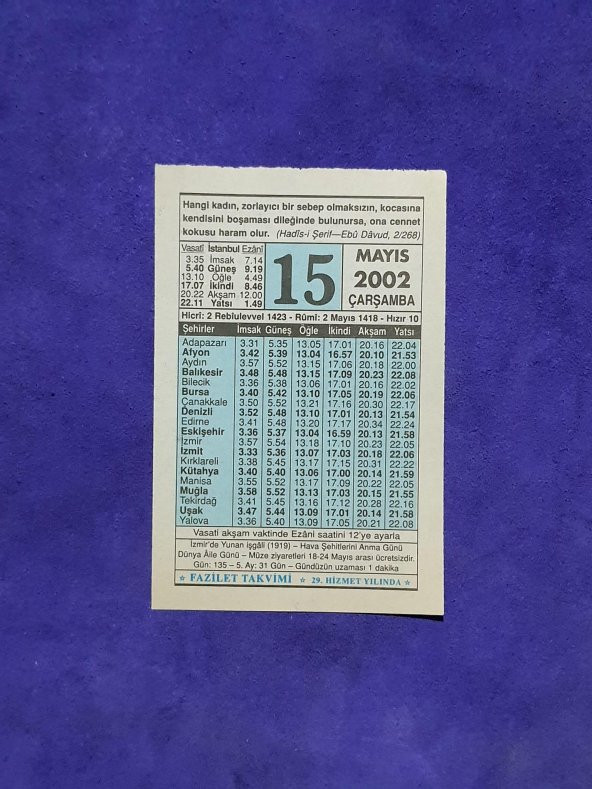 Hangi kadın, zorlayıcı bir sebep olmaksızın, kocasına
kendisini boşaması dileğinde bulunursa, ona cennet
kokusu haram olur. (Hadîs-i Şerif—Ebû Dâvud, 2/268)
Vasatî İstanbul Ezânî
3.35 İmsak 7.14
5.40 Güneş 9.19
13.10 Öğle 4.49
17.07 İkindi 8.46
20.22 Akşam 12.00
22.11 Yatsı 1.49
15
MAYIS
2002
ÇARŞAMBA
Hicrî: 2 Rebîulevvel 1423 - Rûmî: 2 Mayıs 1418 - Hızır 10
Şehirler İmsak Güneş Öğle İkindi Akşam Yatsı
Adapazarı 3.31 5.35 13.05 17.01 20.16 22.04
Afyon 3.42 5.39 13.04 16.57 20.10 21.53
Aydın 3.57 5.52 13.15 17.06 20.18 22.00
Balıkesir 3.48 5.48 13.15 17.09 20.23 22.08
Bilecik 3.36 5.38 13.06 17.01 20.16 22.02
Bursa 3.40 5.42 13.10 17.05 20.19 22.06
Çanakkale 3.50 5.52 13.21 17.16 20.30 22.17
Denizli 3.52 5.48 13.10 17.01 20.13 21.54
Edirne 3.41 5.48 13.20 17.17 20.34 22.24
Eskişehir 3.36 5.37 13.04 16.59 20.13 21.58
İzmir 3.57 5.54 13.18 17.10 20.23 22.05
İzmit 3.33 5.36 13.07 17.03 20.18 22.06
Kırklareli 3.38 5.45 13.17 17.15 20.31 22.22
Kütahya 3.40 5.40 13.06 17.00 20.14 21.59
Manisa 3.55 5.52 13.17 17.09 20.22 22.05
Muğla 3.58 5.52 13.13 17.03 20.15 21.55
Tekirdağ 3.41 5.45 13.16 17.12 20.28 22.16
Uşak 3.47 5.44 13.09 17.01 20.14 21.58
Yalova 3.36 5.40 13.09 17.05 20.21 22.08
Vasatî akşam vaktinde Ezânî saatini 12'ye ayarla
İzmir'de Yunan işgâli (1919) – Hava Şehitlerini Anma Günü
Dünya Âile Günü – Müze ziyaretleri 18-24 Mayıs arası ücretsizdir.
Gün: 135 – 5. Ay: 31 Gün – Gündüzün uzaması 1 dakika
☆ FAZİLET TAKVİMİ ☆ 29. HİZMET YILINDA ☆